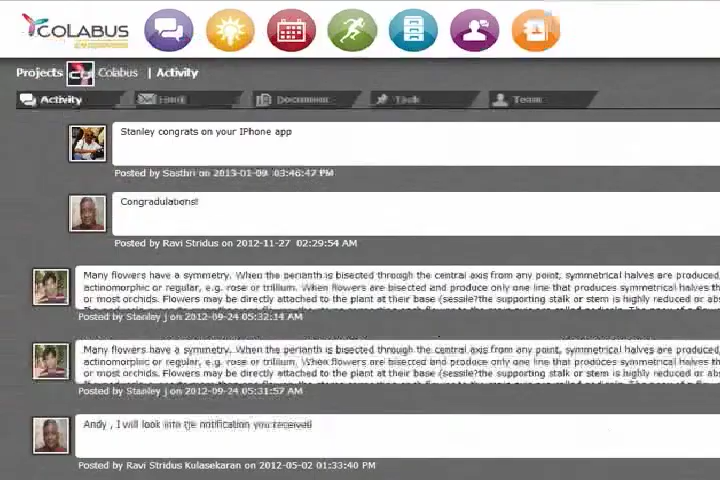 COLABUS
Projects Colabus | Activity
Activity Email Documents Task Team
Stanley congrats on your IPhone app
Posted by Sasthri on 2013-01-09 03:46:47 PM
Congradulations!
Posted by Ravi Stridus on 2012-11-27 02:29:54 AM
Many flowers have a symmetry. When the perianth is bisected through the central axis from any point, symmetrical halves are produced,
actinomorphic or regular, e.g. rose or trillium. When flowers are bisected and produce only one line that produces symmetrical halves th
or most orchids. Flowers may be directly attached to the plant at their base (sessile?the supporting stalk or stem is highly reduced or abs
Posted by Stanley j on 2012-09-24 05:32:14 AM
Many flowers have a symmetry. When the perianth is bisected through the central axis from any point, symmetrical halves are produced,
actinomorphic or regular, e.g. rose or trillium. When flowers are bisected and produce only one line that produces symmetrical halves th
or most orchids. Flowers may be directly attached to the plant at their base (sessile?the supporting stalk or stem is highly reduced or abs
Posted by Stanley j on 2012-09-24 05:31:57 AM
Andy , I will look into the notification you received
Posted by Ravi Stridus Kulasekaran on 2012-05-02 01:33:40 PM